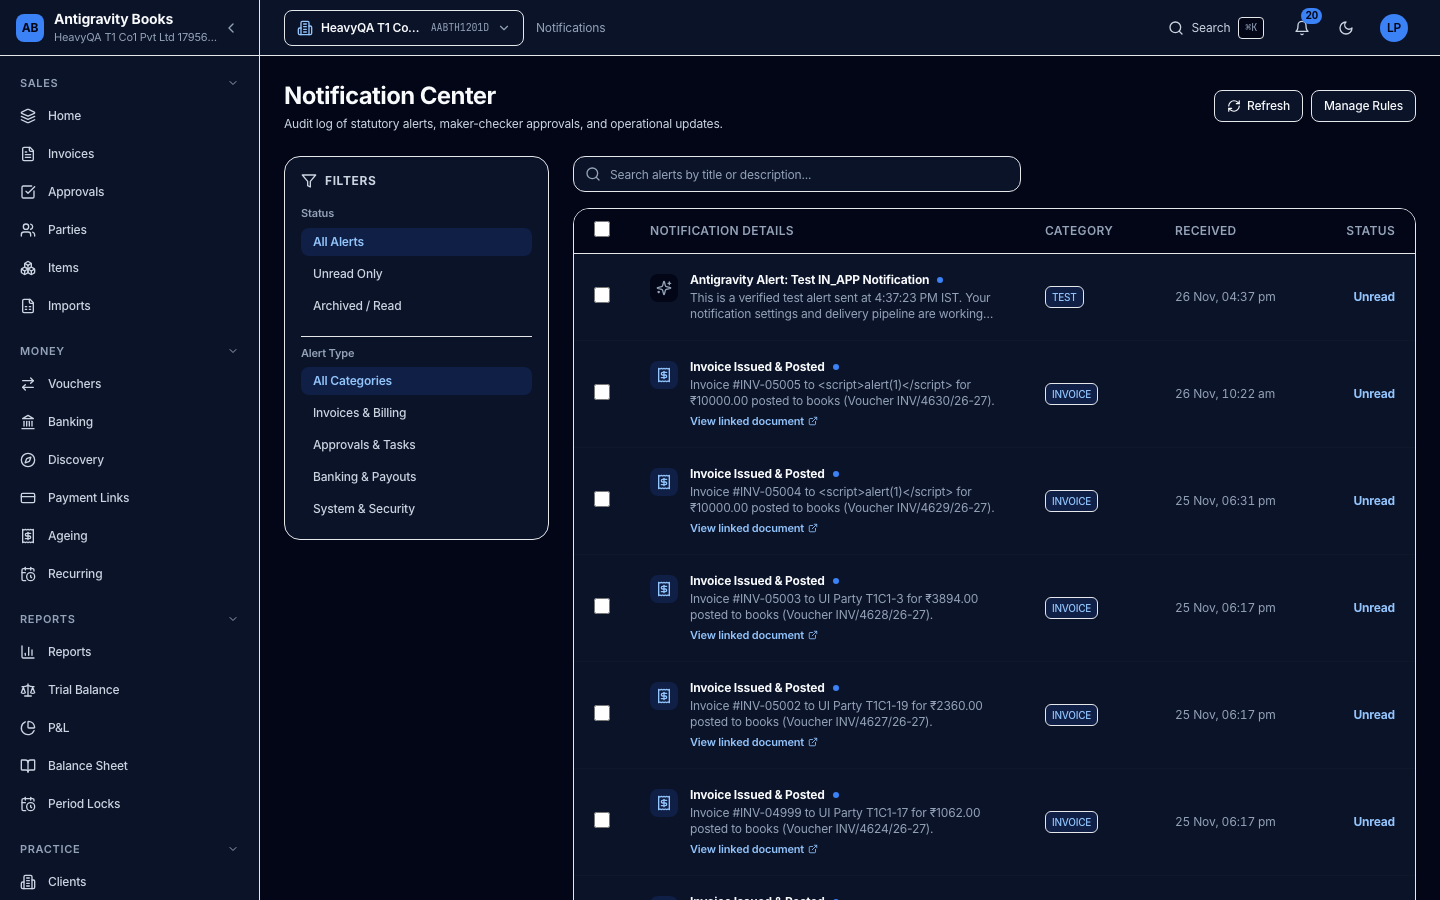 AB
Antigravity Books
HeavyQA T1 Co1 Pvt Ltd 17956...
SALES
Home
Invoices
Approvals
Parties
Items
Imports
MONEY
Vouchers
Banking
Discovery
Payment Links
Ageing
Recurring
REPORTS
Reports
Trial Balance
P&L
Balance Sheet
Period Locks
PRACTICE
Clients
HeavyQA T1 Co... AABTH1201D
Notifications
Search ⌘K
20
LP
Notification Center
Audit log of statutory alerts, maker-checker approvals, and operational updates.
Refresh
Manage Rules
FILTERS
Status
All Alerts
Unread Only
Archived / Read
Alert Type
All Categories
Invoices & Billing
Approvals & Tasks
Banking & Payouts
System & Security
Search alerts by title or description...
NOTIFICATION DETAILS CATEGORY RECEIVED STATUS
Antigravity Alert: Test IN_APP Notification
This is a verified test alert sent at 4:37:23 PM IST. Your
notification settings and delivery pipeline are working...
TEST
26 Nov, 04:37 pm
Unread
Invoice Issued & Posted
Invoice #INV-05005 to <script>alert(1)</script> for
₹10000.00 posted to books (Voucher INV/4630/26-27).
View linked document
INVOICE
26 Nov, 10:22 am
Unread
Invoice Issued & Posted
Invoice #INV-05004 to <script>alert(1)</script> for
₹10000.00 posted to books (Voucher INV/4629/26-27).
View linked document
INVOICE
25 Nov, 06:31 pm
Unread
Invoice Issued & Posted
Invoice #INV-05003 to UI Party T1C1-3 for ₹3894.00
posted to books (Voucher INV/4628/26-27).
View linked document
INVOICE
25 Nov, 06:17 pm
Unread
Invoice Issued & Posted
Invoice #INV-05002 to UI Party T1C1-19 for ₹2360.00
posted to books (Voucher INV/4627/26-27).
View linked document
INVOICE
25 Nov, 06:17 pm
Unread
Invoice Issued & Posted
Invoice #INV-04999 to UI Party T1C1-17 for ₹1062.00
posted to books (Voucher INV/4624/26-27).
View linked document
INVOICE
25 Nov, 06:17 pm
Unread